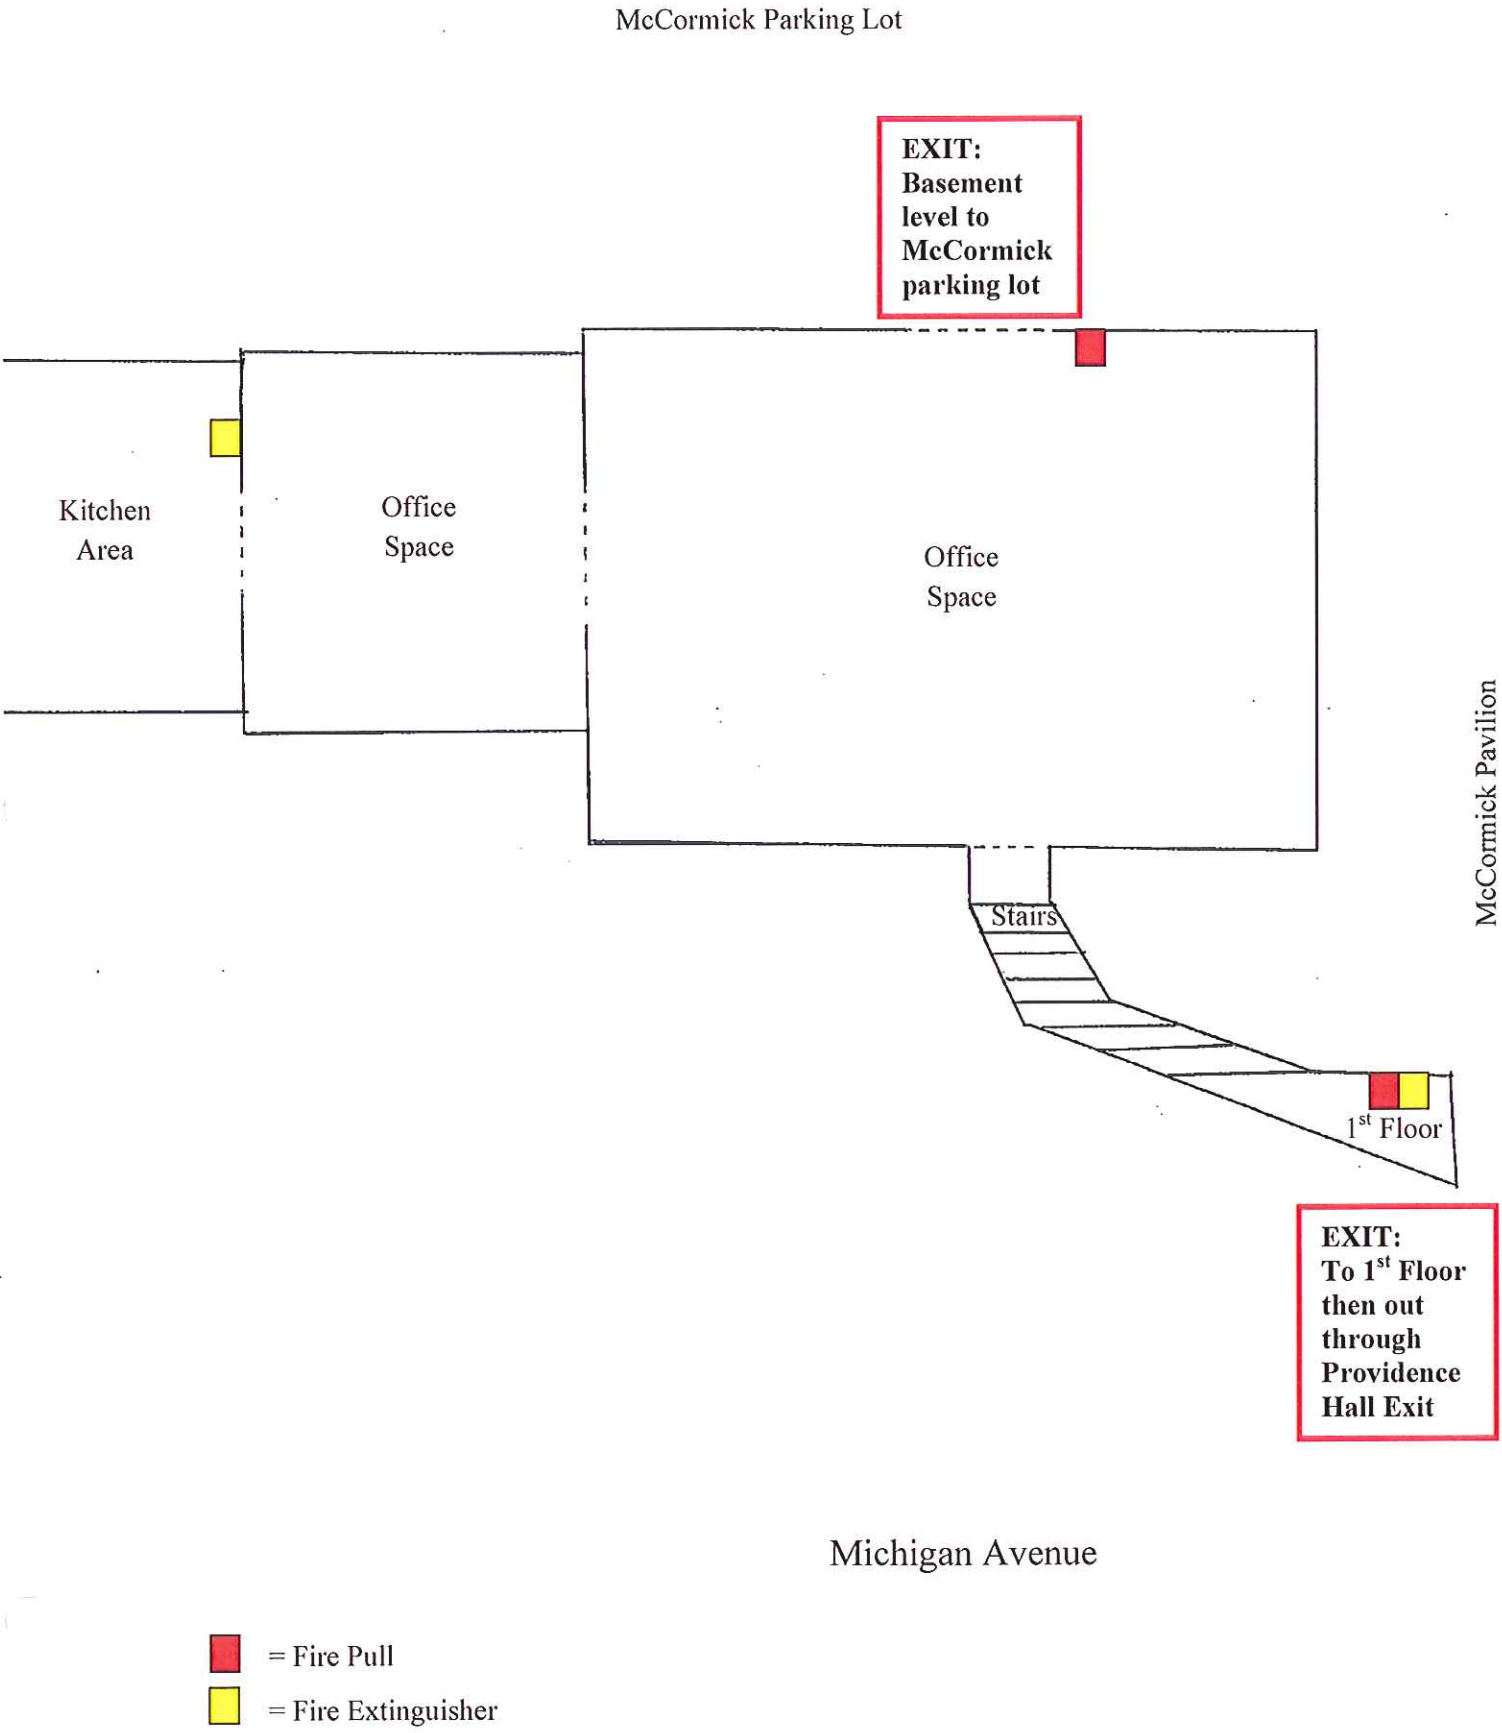 McCormick Parking Lot
EXIT:
Basement
level to
McCormick
parking lot
Kitchen
Area
Office
Space
Office
Space
McCormick Pavilion
Stairs
1st Floor
EXIT:
To 1st Floor
then out
through
Providence
Hall Exit
Michigan Avenue
= Fire Pull
= Fire Extinguisher